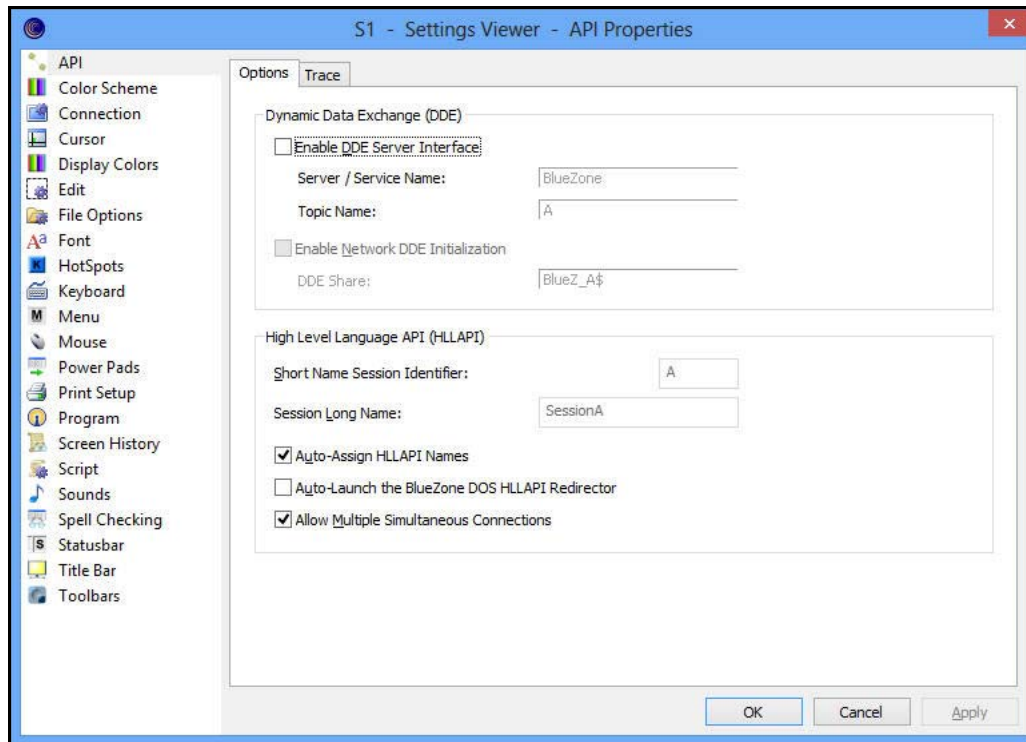 S1 - Settings Viewer - API Properties
API
Color Scheme
Connection
Cursor
Display Colors
Edit
File Options
Font
HotSpots
Keyboard
Menu
Mouse
Power Pads
Print Setup
Program
Screen History
Script
Sounds
Spell Checking
Statusbar
Title Bar
Toolbars
Options Trace
Dynamic Data Exchange (DDE)
Enable DDE Server Interface
Server / Service Name: BlueZone
Topic Name: A
Enable Network DDE Initialization
DDE Share: BlueZ_A$
High Level Language API (HLLAPI)
Short Name Session Identifier: A
Session Long Name: SessionA
Auto-Assign HLLAPI Names
Auto-Launch the BlueZone DOS HLLAPI Redirector
Allow Multiple Simultaneous Connections
OK Cancel Apply